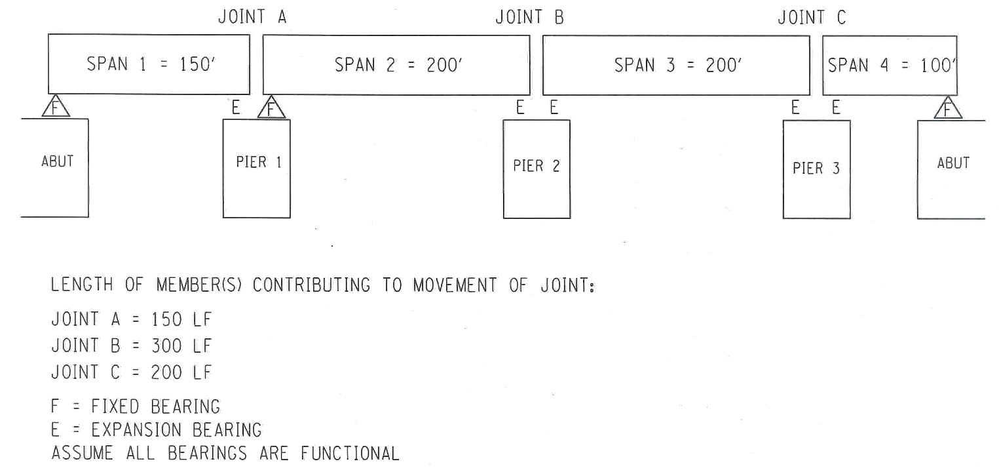 JOINT A
JOINT B
JOINT C
SPAN 1 = 150'
SPAN 2 = 200'
SPAN 3 = 200'
SPAN 4 = 100'
F
E
F
E
E
E
E
F
ABUT
PIER 1
PIER 2
PIER 3
ABUT
LENGTH OF MEMBER(S) CONTRIBUTING TO MOVEMENT OF JOINT:
JOINT A = 150 LF
JOINT B = 300 LF
JOINT C = 200 LF
F = FIXED BEARING
E = EXPANSION BEARING
ASSUME ALL BEARINGS ARE FUNCTIONAL